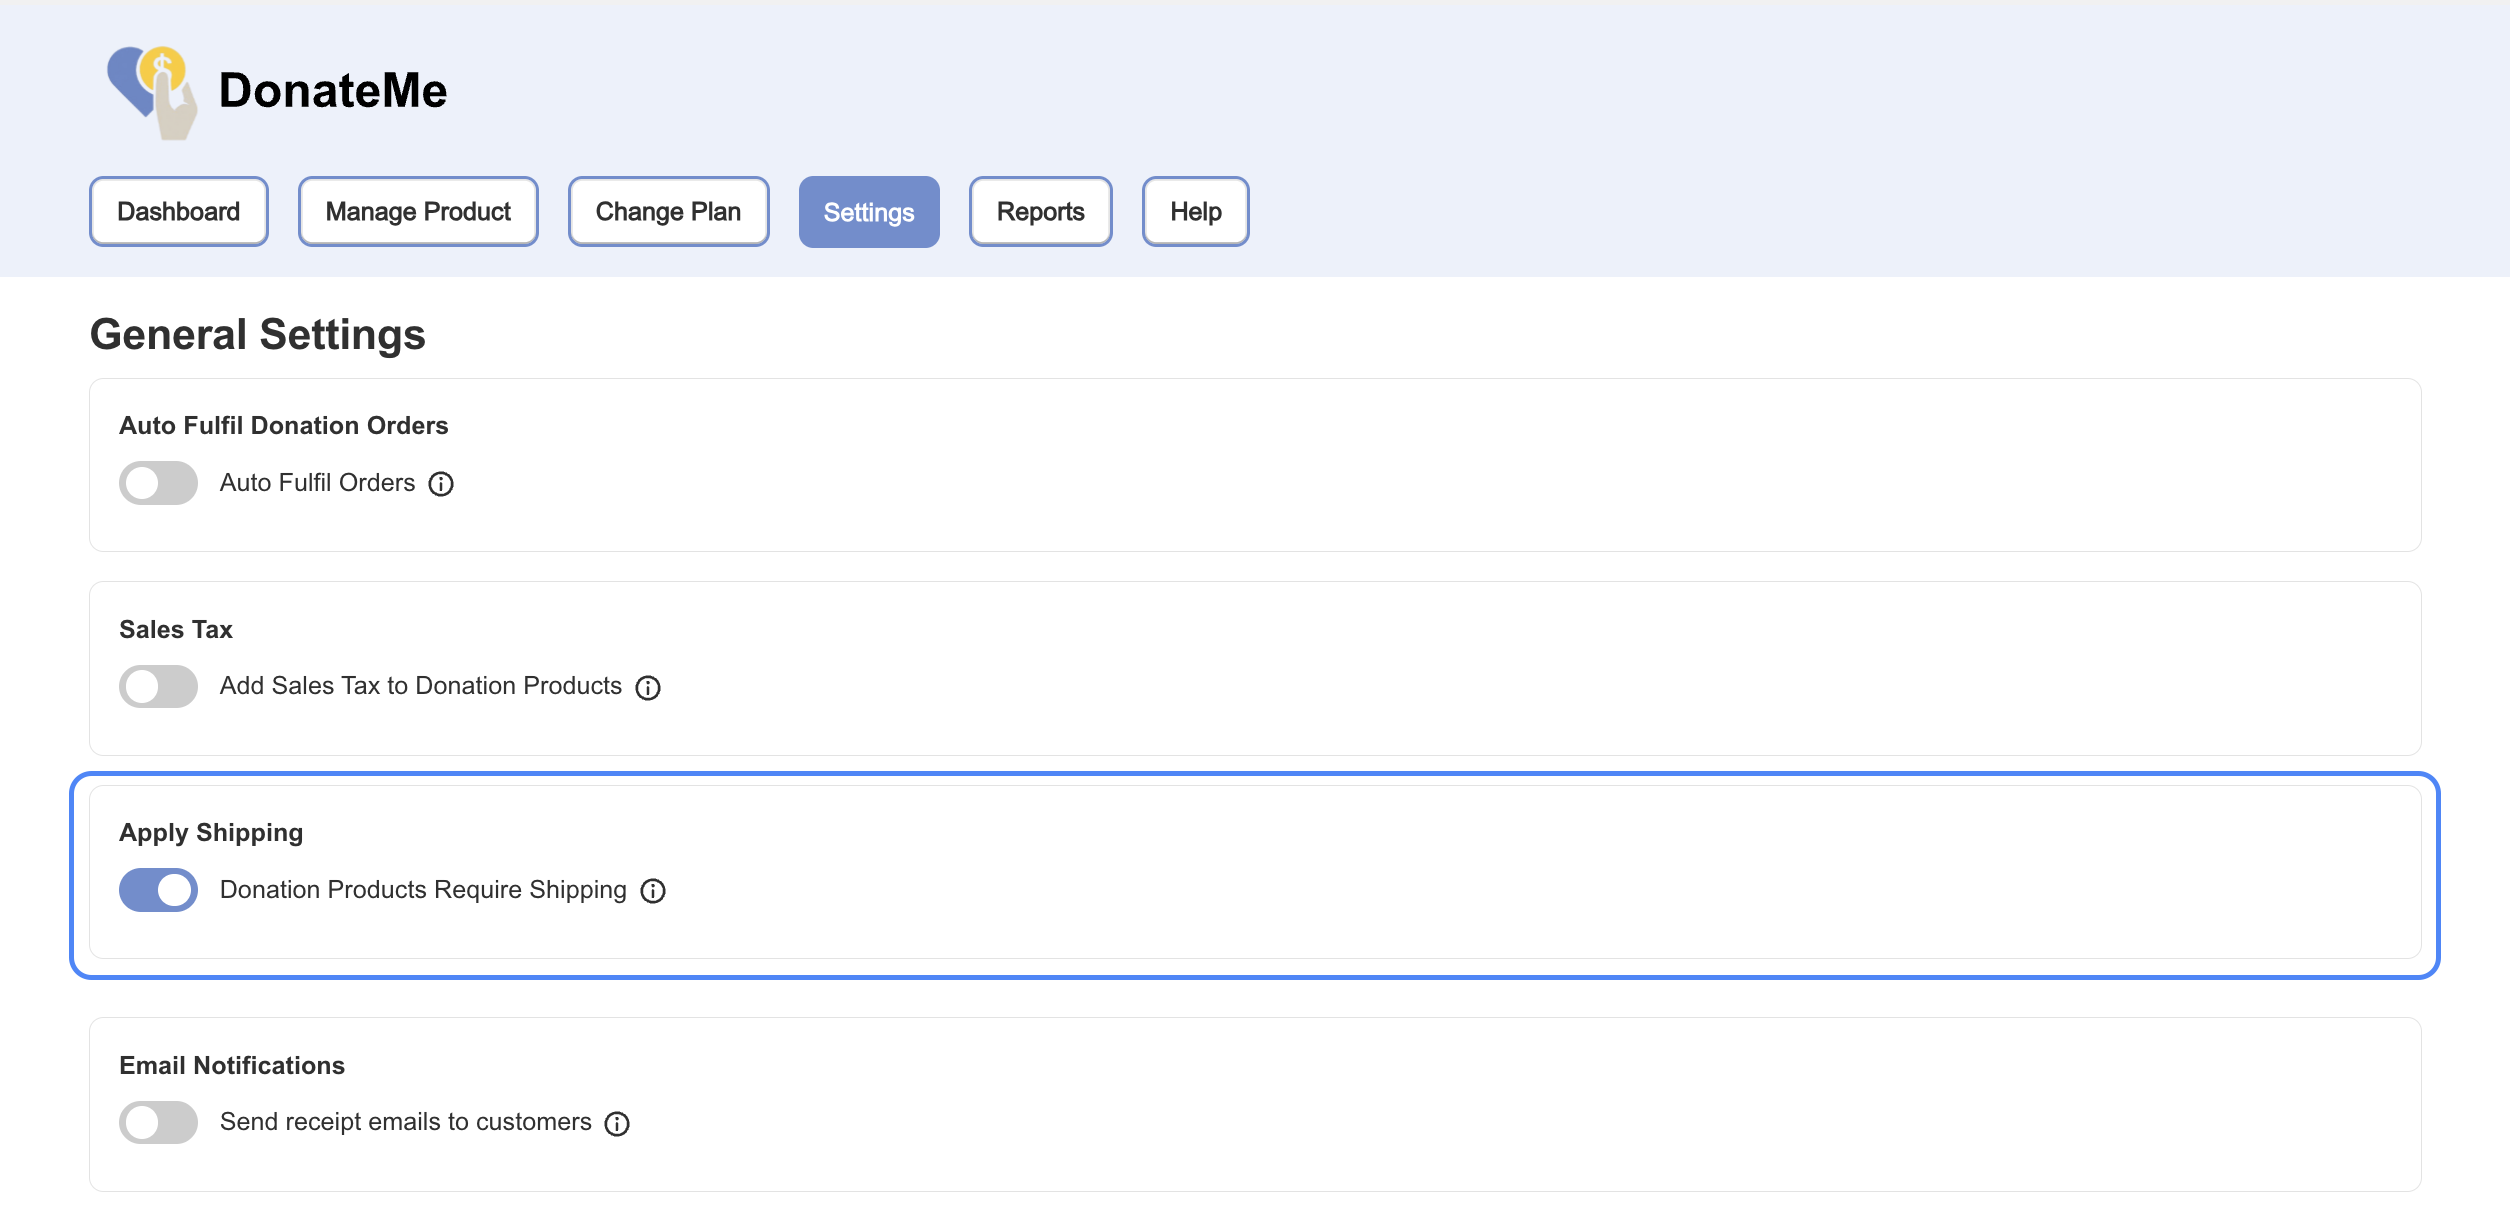 DonateMe
Dashboard Manage Product Change Plan Settings Reports Help
General Settings
Auto Fulfil Donation Orders
Auto Fulfil Orders
Sales Tax
Add Sales Tax to Donation Products
Apply Shipping
Donation Products Require Shipping
Email Notifications
Send receipt emails to customers